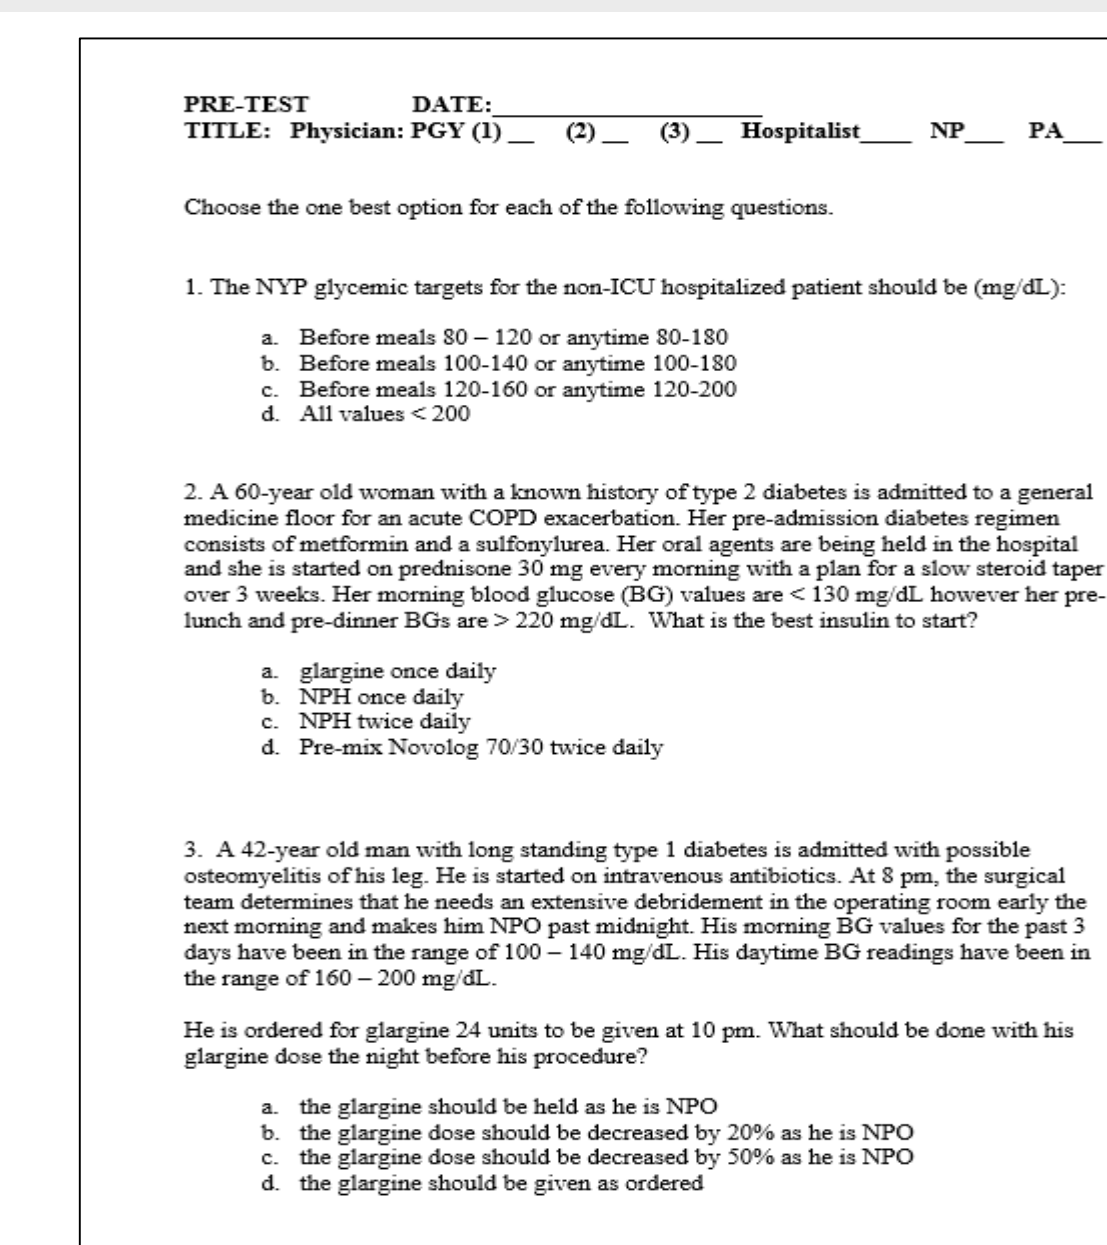 PRE-TEST DATE:____________________
TITLE: Physician: PGY (1) __ (2) __ (3) __ Hospitalist____ NP___ PA___
Choose the one best option for each of the following questions.
1. The NYP glycemic targets for the non-ICU hospitalized patient should be (mg/dL):
a. Before meals 80 – 120 or anytime 80-180
b. Before meals 100-140 or anytime 100-180
c. Before meals 120-160 or anytime 120-200
d. All values < 200
2. A 60-year old woman with a known history of type 2 diabetes is admitted to a general
medicine floor for an acute COPD exacerbation. Her pre-admission diabetes regimen
consists of metformin and a sulfonylurea. Her oral agents are being held in the hospital
and she is started on prednisone 30 mg every morning with a plan for a slow steroid taper
over 3 weeks. Her morning blood glucose (BG) values are < 130 mg/dL however her pre-
lunch and pre-dinner BGs are > 220 mg/dL. What is the best insulin to start?
a. glargine once daily
b. NPH once daily
c. NPH twice daily
d. Pre-mix Novolog 70/30 twice daily
3. A 42-year old man with long standing type 1 diabetes is admitted with possible
osteomyelitis of his leg. He is started on intravenous antibiotics. At 8 pm, the surgical
team determines that he needs an extensive debridement in the operating room early the
next morning and makes him NPO past midnight. His morning BG values for the past 3
days have been in the range of 100 – 140 mg/dL. His daytime BG readings have been in
the range of 160 – 200 mg/dL.
He is ordered for glargine 24 units to be given at 10 pm. What should be done with his
glargine dose the night before his procedure?
a. the glargine should be held as he is NPO
b. the glargine dose should be decreased by 20% as he is NPO
c. the glargine dose should be decreased by 50% as he is NPO
d. the glargine should be given as ordered